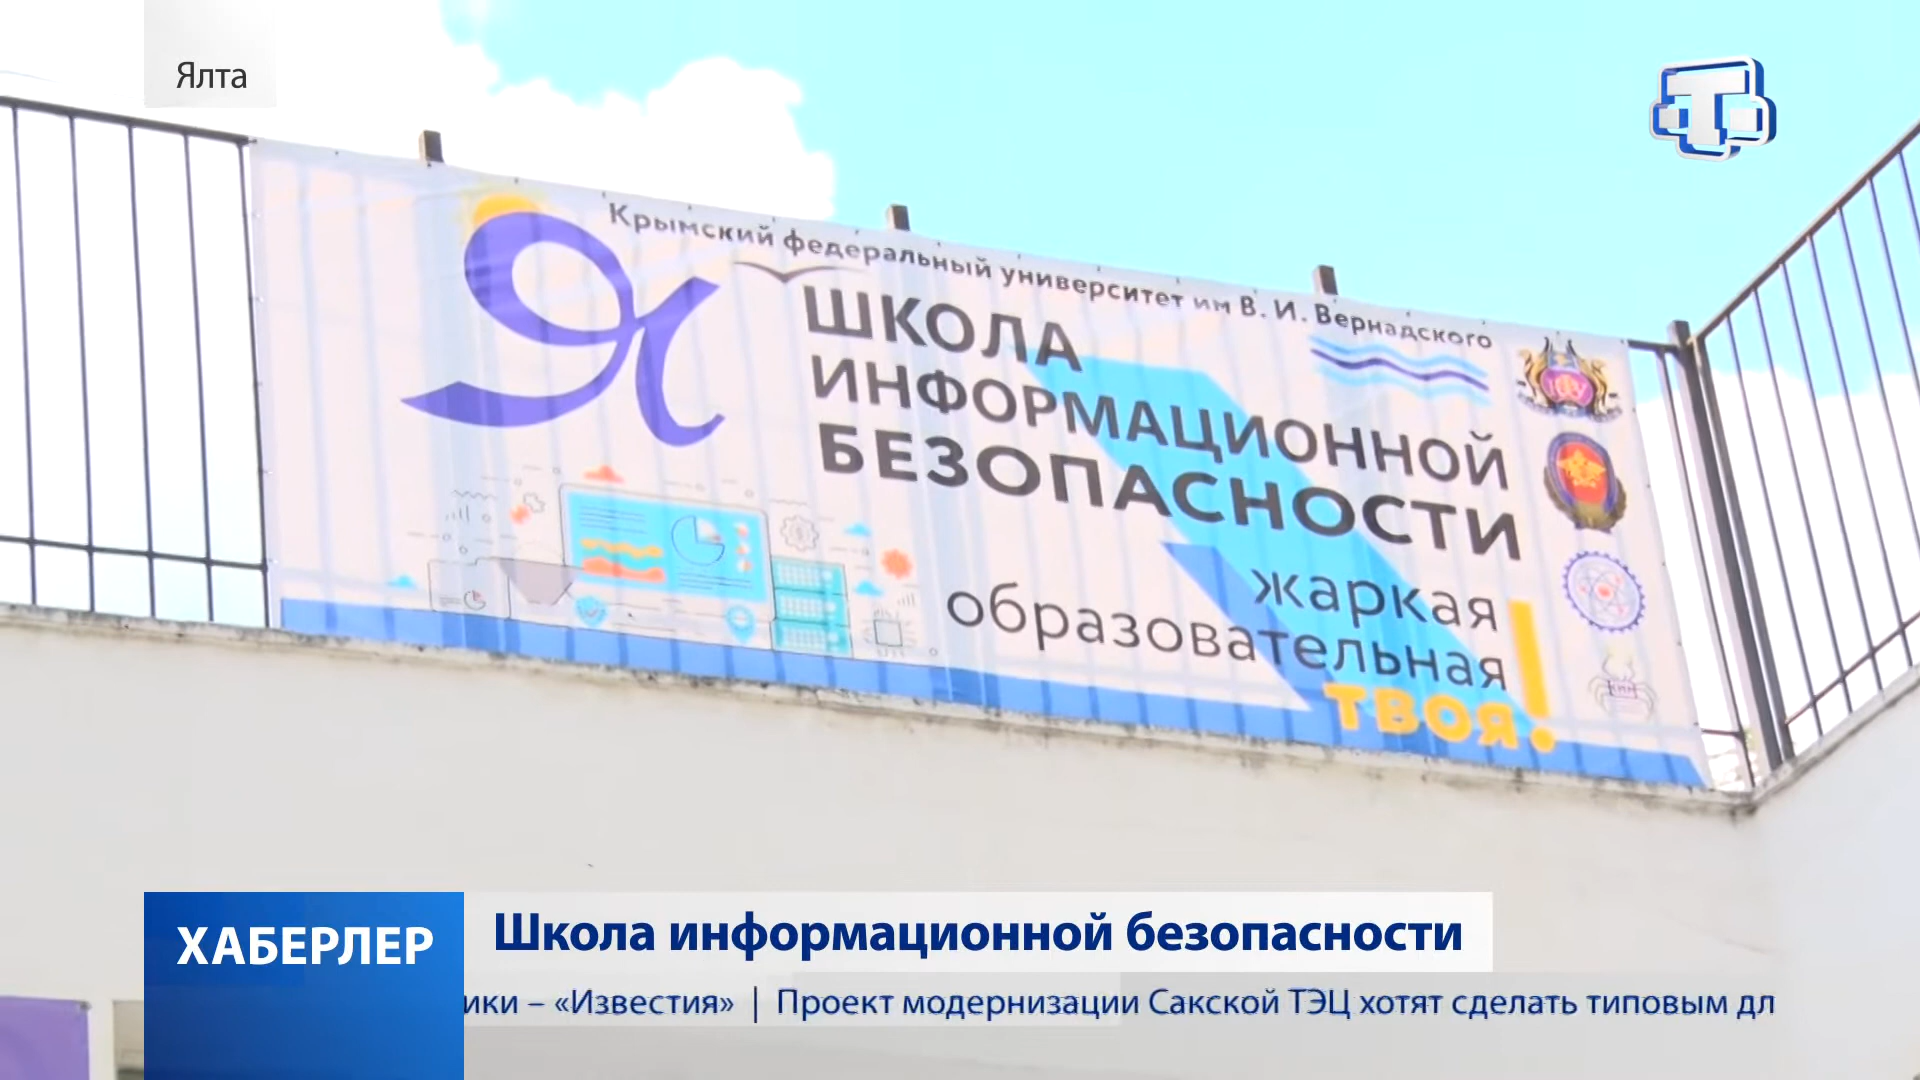 Ялта
Крымский федеральный университет им В. И. Вернадского
Я
ШКОЛА
ИНФОРМАЦИОННОЙ
БЕЗОПАСНОСТИ
жаркая
образовательная
ТВОЯ!
ХАБЕРЛЕР
Школа информационной безопасности
ики – «Известия» | Проект модернизации Сакской ТЭЦ хотят сделать типовым дл